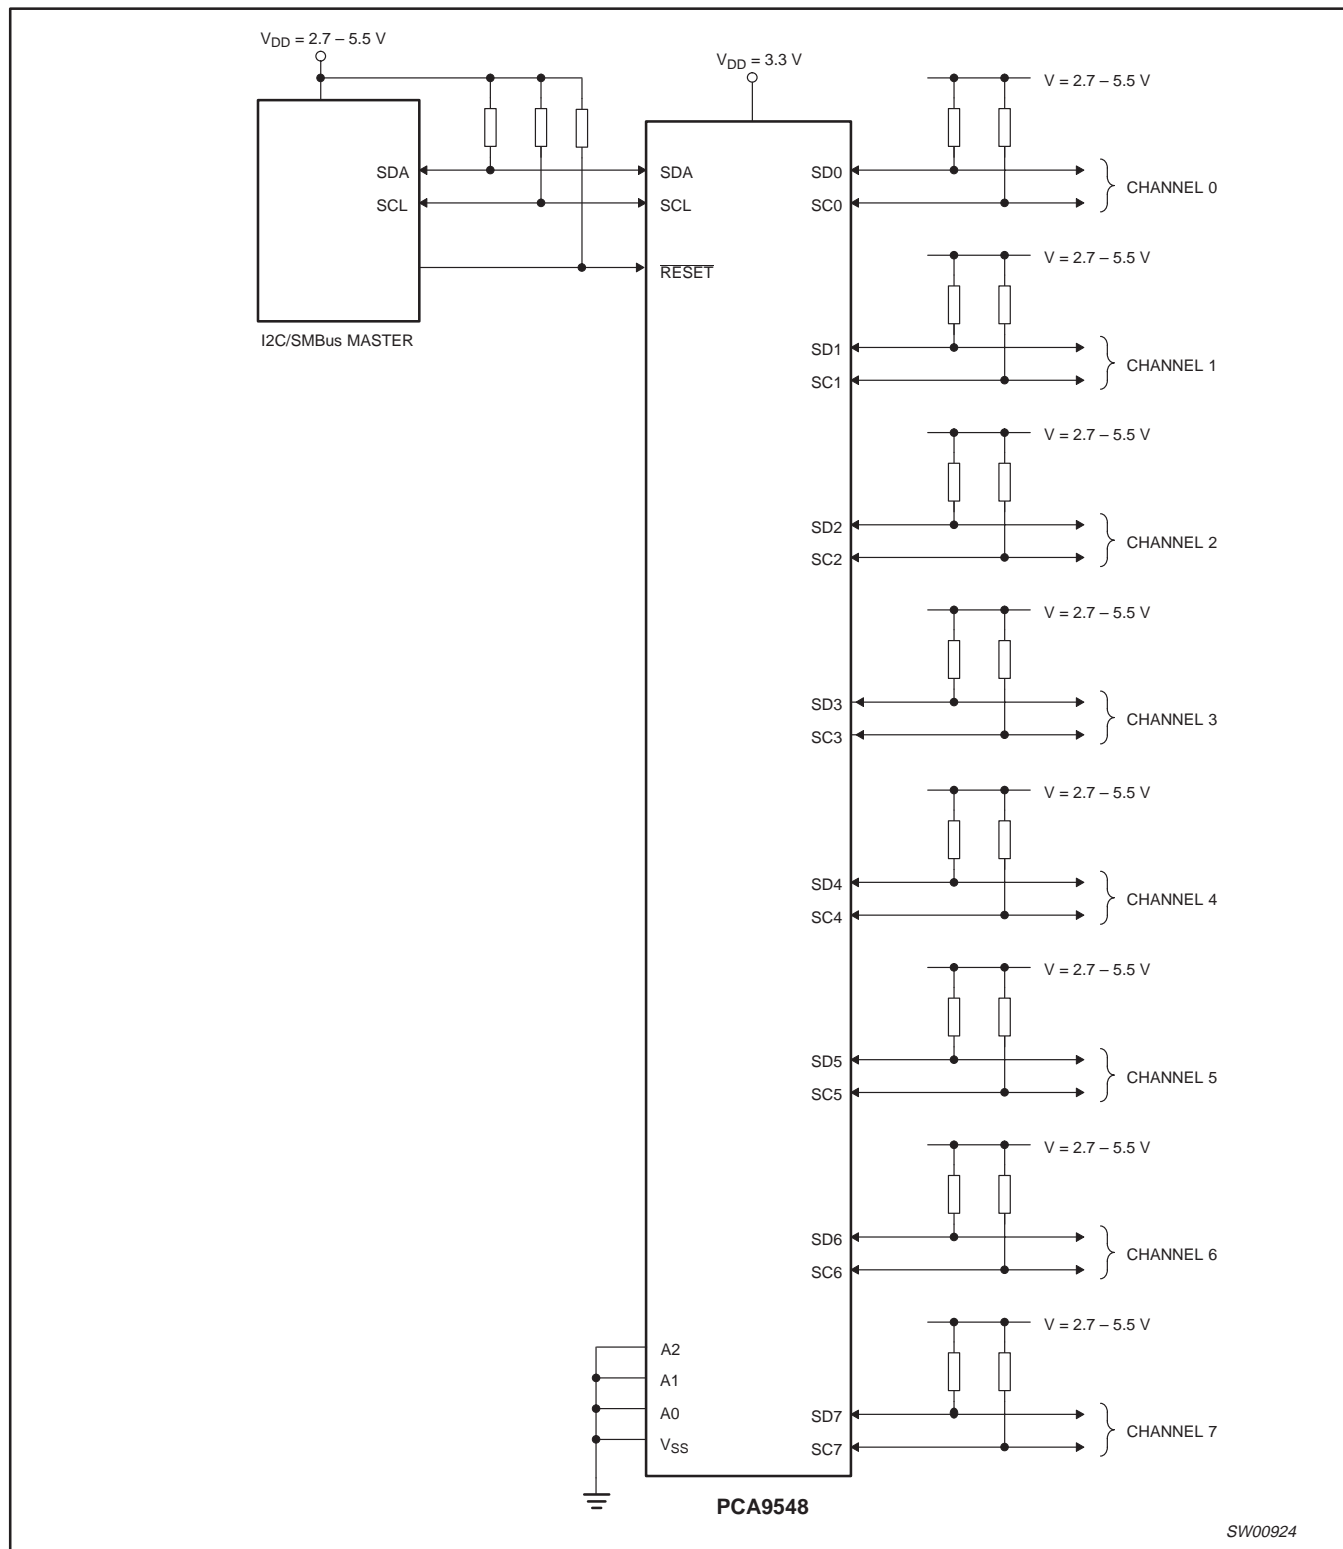 VDD = 2.7 – 5.5 V
VDD = 3.3 V
V = 2.7 – 5.5 V
SDA
SDA
SD0
CHANNEL 0
SCL
SCL
SC0
V = 2.7 – 5.5 V
RESET
I2C/SMBus MASTER
SD1
CHANNEL 1
SC1
V = 2.7 – 5.5 V
SD2
CHANNEL 2
SC2
V = 2.7 – 5.5 V
SD3
CHANNEL 3
SC3
V = 2.7 – 5.5 V
SD4
CHANNEL 4
SC4
V = 2.7 – 5.5 V
SD5
CHANNEL 5
SC5
V = 2.7 – 5.5 V
SD6
CHANNEL 6
SC6
V = 2.7 – 5.5 V
A2
A1
A0
SD7
CHANNEL 7
VSS
SC7
PCA9548
SW00924